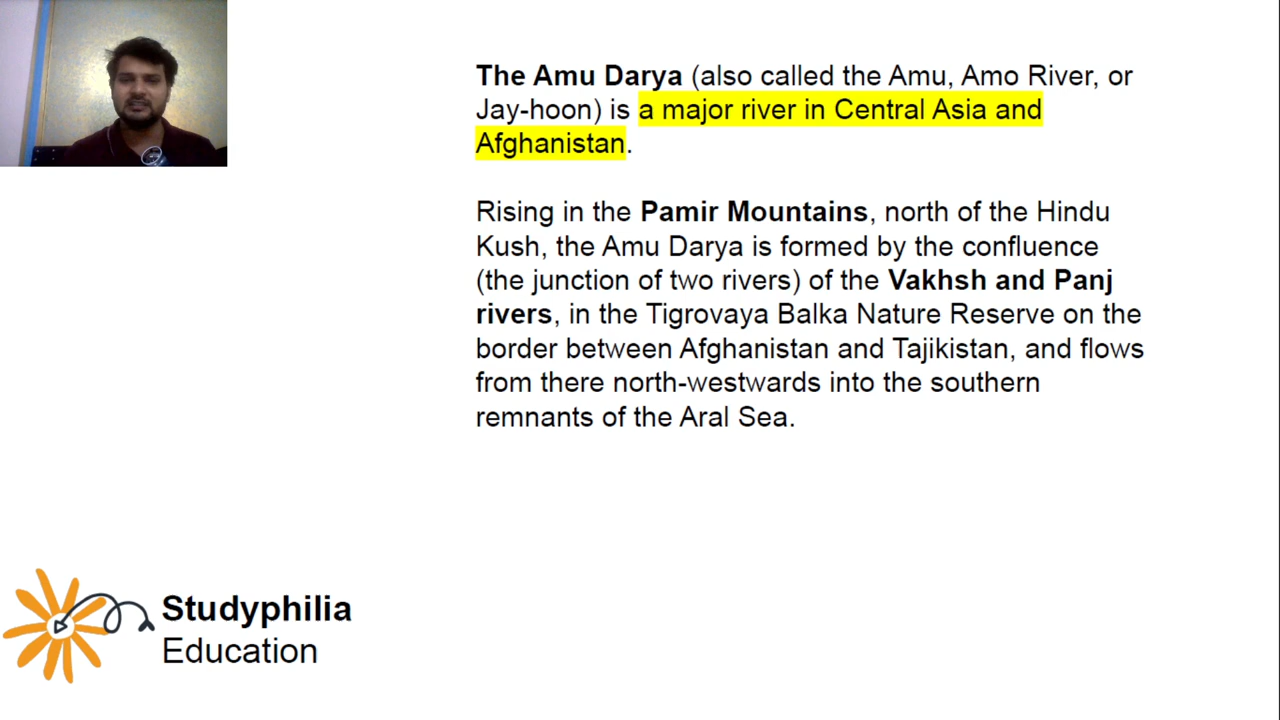 The Amu Darya (also called the Amu, Amo River, or
Jay-hoon) is a major river in Central Asia and
Afghanistan.
Rising in the Pamir Mountains, north of the Hindu
Kush, the Amu Darya is formed by the confluence
(the junction of two rivers) of the Vakhsh and Panj
rivers, in the Tigrovaya Balka Nature Reserve on the
border between Afghanistan and Tajikistan, and flows
from there north-westwards into the southern
remnants of the Aral Sea.
Studyphilia
Education